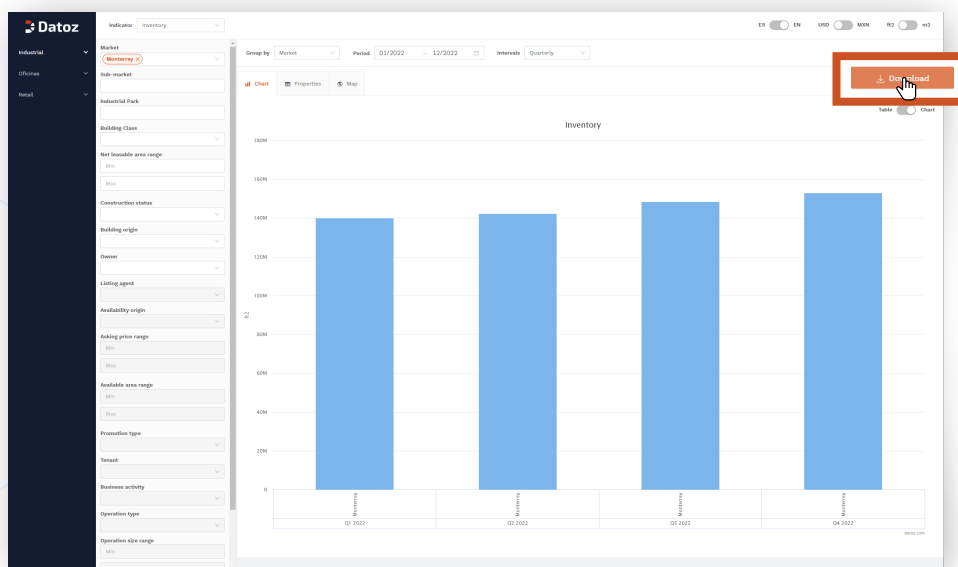 Datoz
Indicator Inventory
ES EN USD MXN ft2 m2
Industrial
Oficinas
Retail
Market
Monterrey X
Sub-market
Industrial Park
Building Class
Net leasable area range
Min
Max
Construction status
Building origin
Owner
Listing agent
Availability origin
Asking price range
Min
Max
Available area range
Min
Max
Promotion type
Tenant
Business activity
Operation type
Operation size range
Min
Group by Market Period 01/2022 → 12/2022 Intervals Quarterly
Chart Properties Map
Download
Table Chart
Inventory
180M
160M
140M
120M
100M
80M
60M
40M
20M
0
ft2
Monterrey Monterrey Monterrey Monterrey
Q1 2022 Q2 2022 Q3 2022 Q4 2022
datoz.com